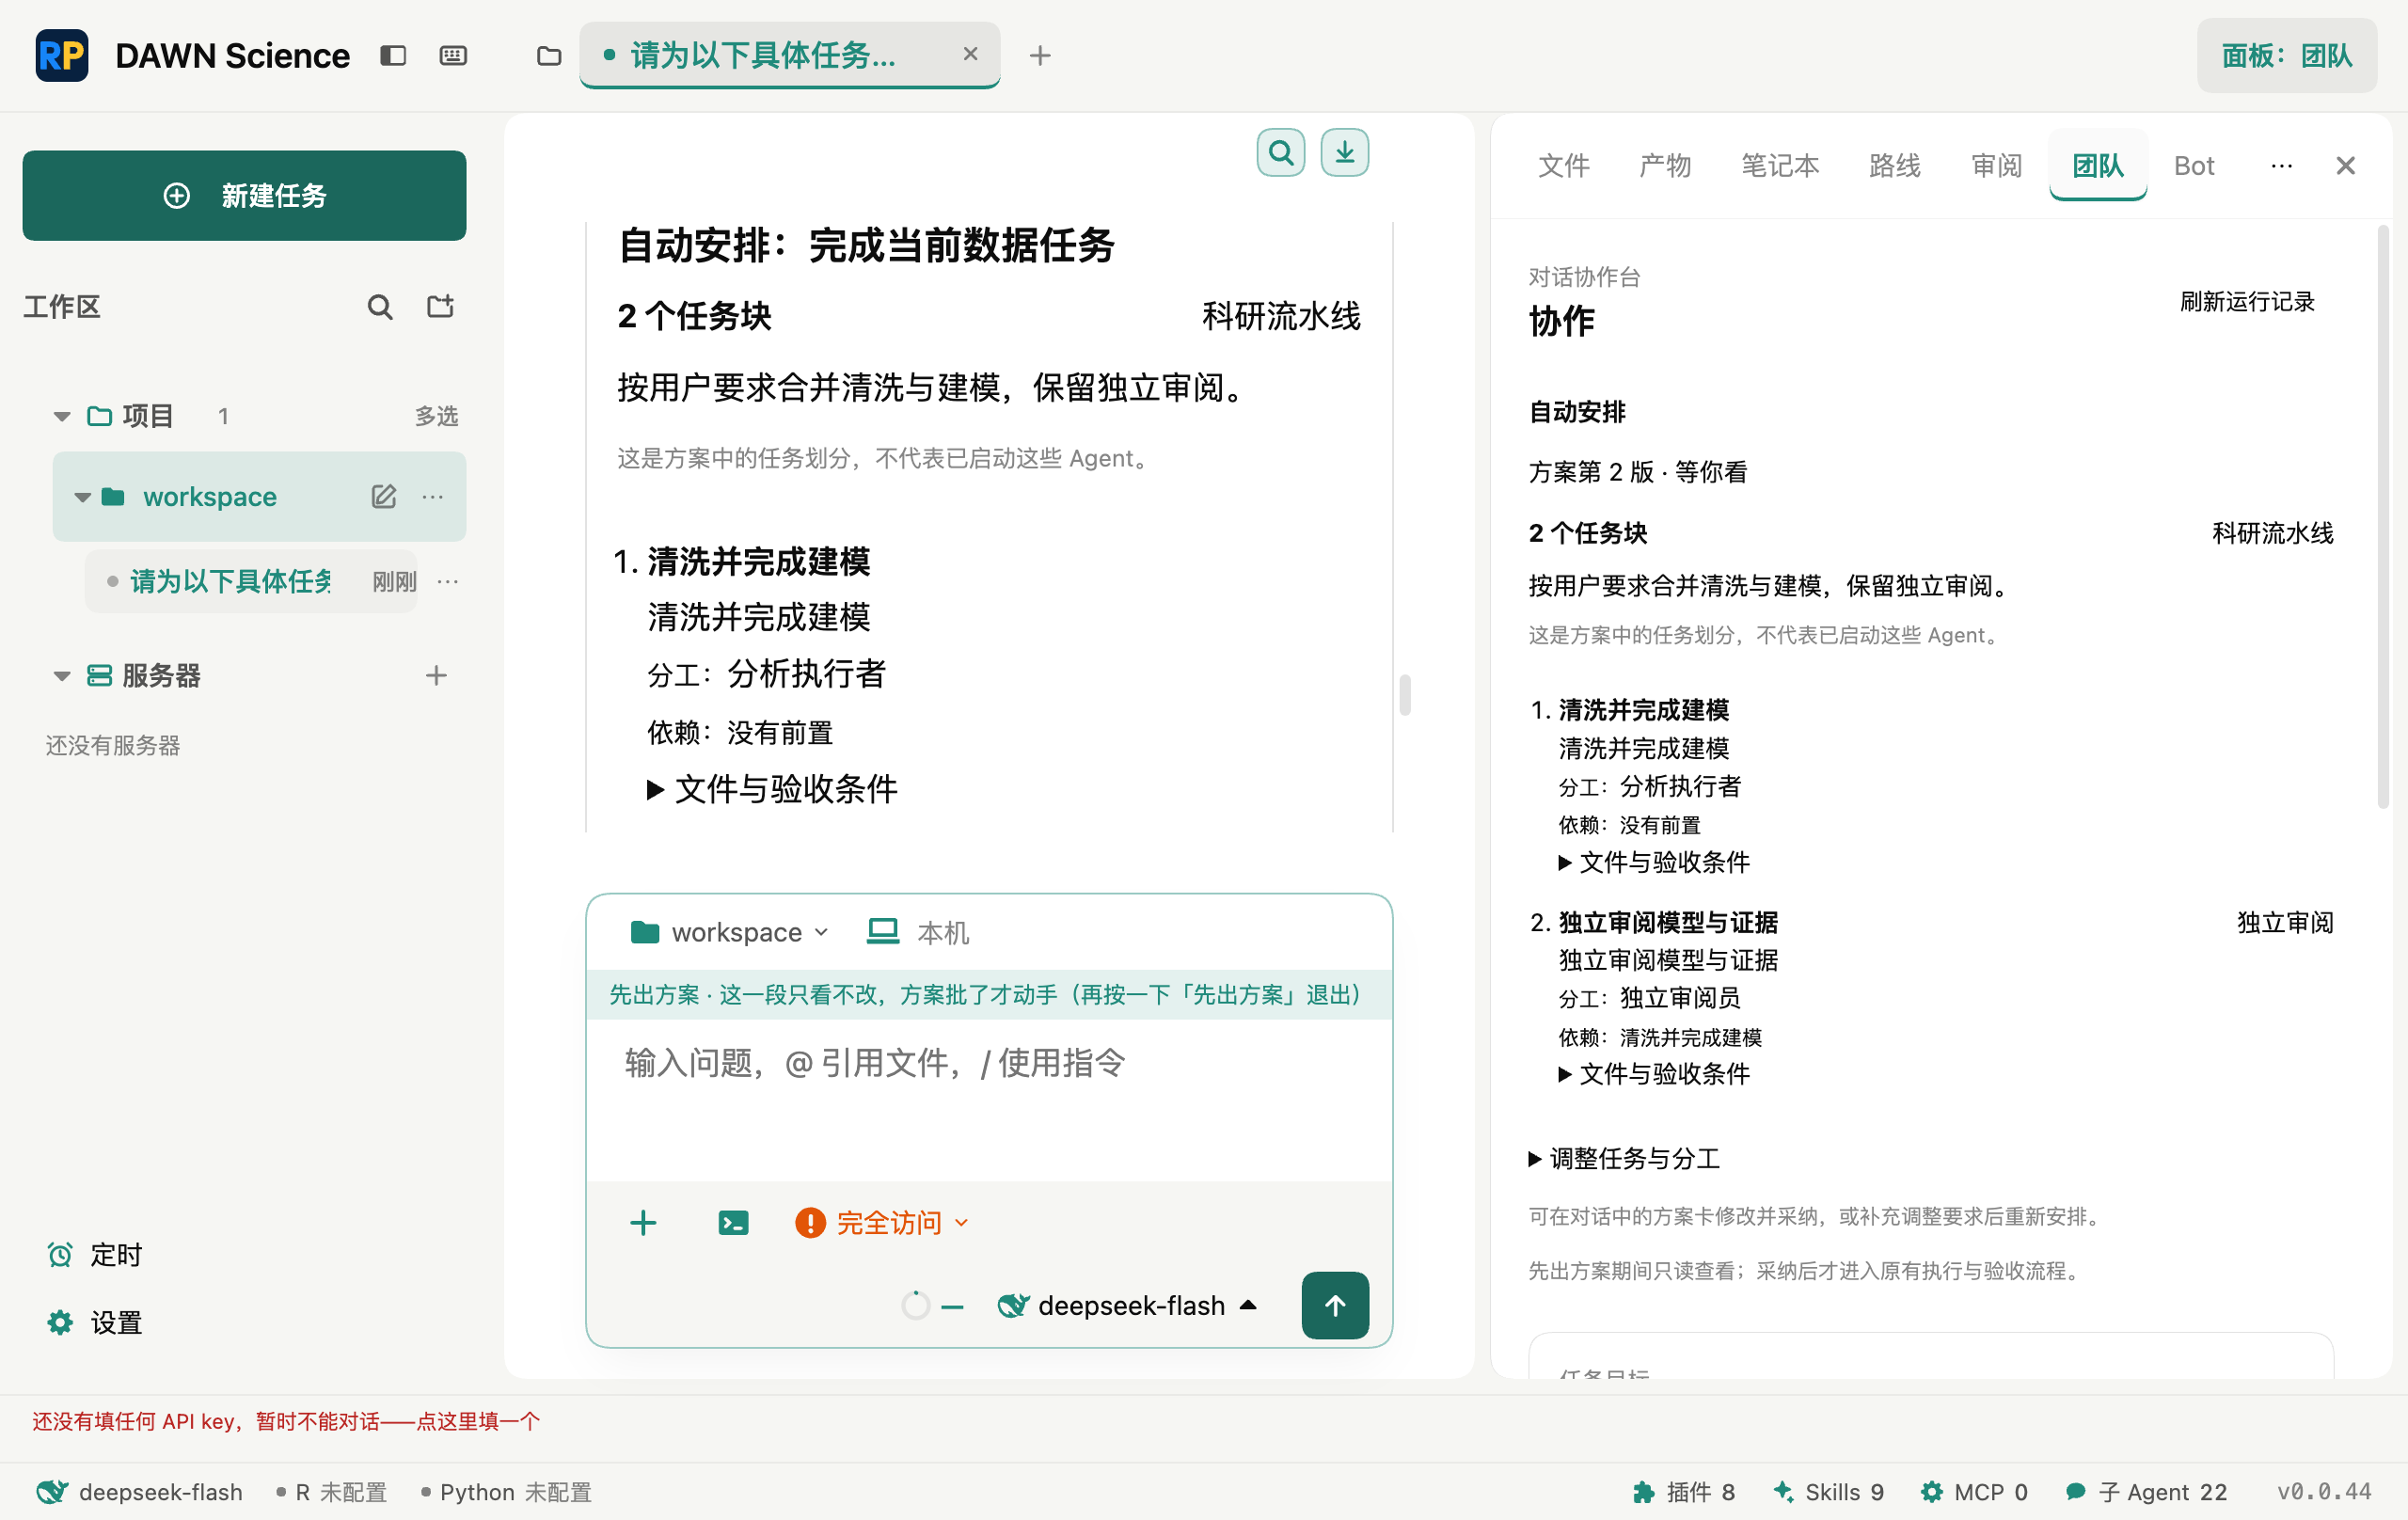 RP DAWN Science
请为以下具体任务...
面板：团队
新建任务
工作区
项目 1 多选
workspace
请为以下具体任务 刚刚
服务器
还没有服务器
定时
设置
自动安排：完成当前数据任务
2 个任务块 科研流水线
按用户要求合并清洗与建模，保留独立审阅。
这是方案中的任务划分，不代表已启动这些 Agent。
1. 清洗并完成建模
清洗并完成建模
分工：分析执行者
依赖：没有前置
文件与验收条件
workspace 本机
先出方案 · 这一段只看不改，方案批了才动手（再按一下「先出方案」退出）
输入问题，@ 引用文件，/ 使用指令
完全访问
deepseek-flash
文件 产物 笔记本 路线 审阅 团队 Bot
对话协作台
协作
刷新运行记录
自动安排
方案第 2 版 · 等你看
2 个任务块 科研流水线
按用户要求合并清洗与建模，保留独立审阅。
这是方案中的任务划分，不代表已启动这些 Agent。
1. 清洗并完成建模
清洗并完成建模
分工：分析执行者
依赖：没有前置
文件与验收条件
2. 独立审阅模型与证据 独立审阅
独立审阅模型与证据
分工：独立审阅员
依赖：清洗并完成建模
文件与验收条件
调整任务与分工
可在对话中的方案卡修改并采纳，或补充调整要求后重新安排。
先出方案期间只读查看；采纳后才进入原有执行与验收流程。
任务目标
还没有填任何 API key，暂时不能对话——点这里填一个
deepseek-flash R 未配置 Python 未配置
插件 8 Skills 9 MCP 0 子 Agent 22 v0.0.44